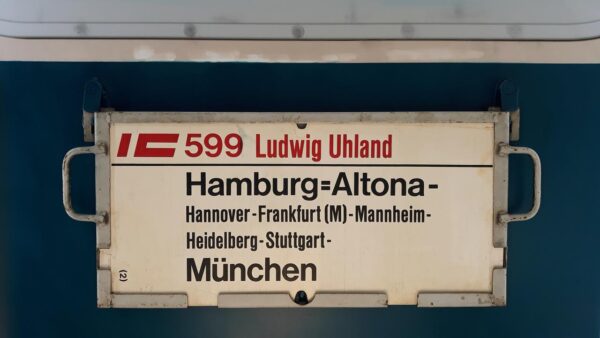 IC 599 Ludwig Uhland
Hamburg=Altona-
Hannover-Frankfurt (M)-Mannheim-
Heidelberg-Stuttgart-
München
(2)